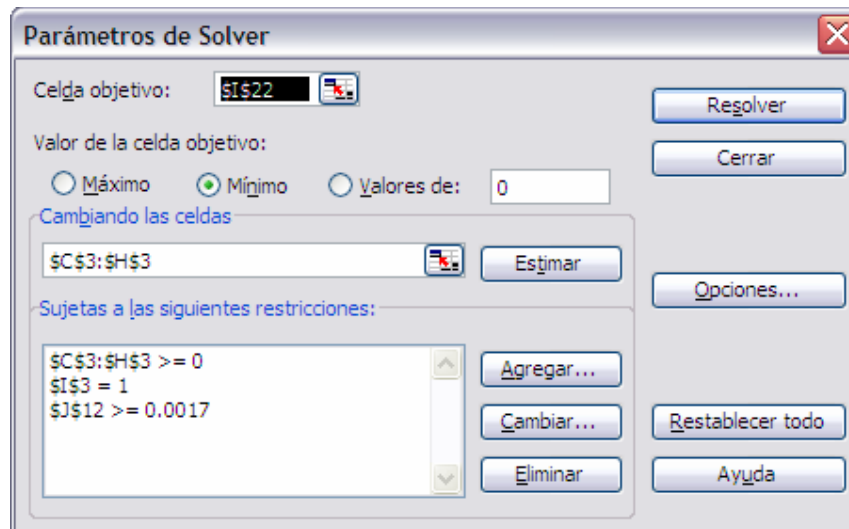 Parámetros de Solver
Celda objetivo: $I$22
Resolver
Valor de la celda objetivo:
Cerrar
Máximo Mínimo Valores de: 0
Cambiando las celdas
$C$3:$H$3 Estimar
Opciones...
Sujetas a las siguientes restricciones:
$C$3:$H$3 >= 0
$I$3 = 1
$J$12 >= 0.0017
Agregar...
Cambiar...
Restablecer todo
Eliminar
Ayuda